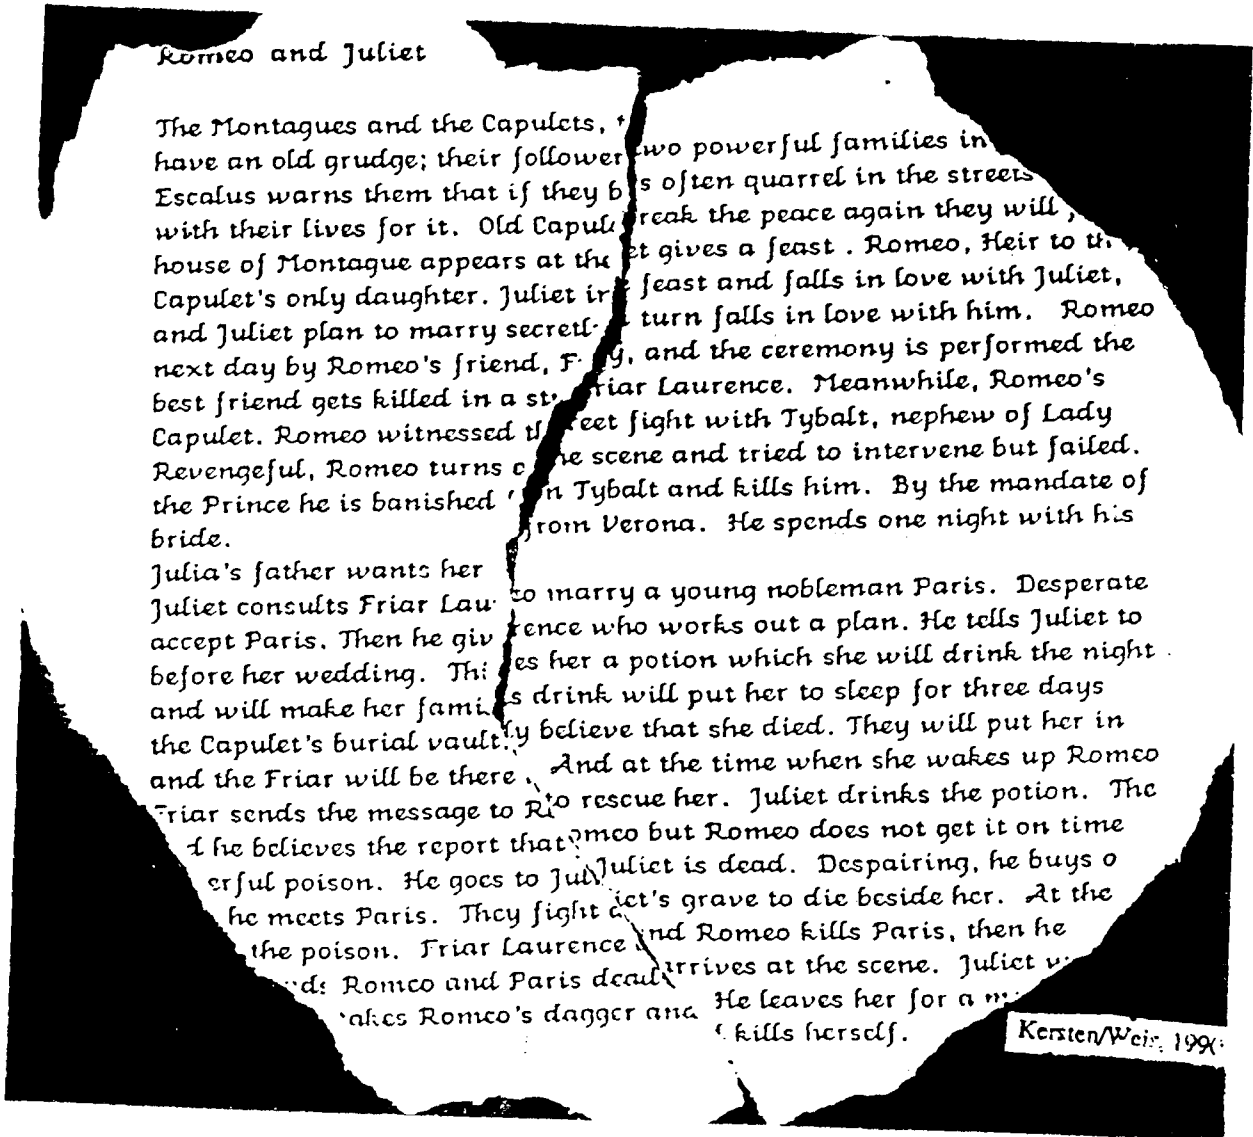 Romeo and Juliet
The Montagues and the Capulets, two powerful families in
have an old grudge; their followers often quarrel in the streets
Escalus warns them that if they break the peace again they will
with their lives for it. Old Capulet gives a feast . Romeo, Heir to th
house of Montague appears at the feast and falls in love with Juliet,
Capulet's only daughter. Juliet in turn falls in love with him. Romeo
and Juliet plan to marry secretly, and the ceremony is performed the
next day by Romeo's friend, Friar Laurence. Meanwhile, Romeo's
best friend gets killed in a street fight with Tybalt, nephew of Lady
Capulet. Romeo witnessed the scene and tried to intervene but failed.
Revengeful, Romeo turns on Tybalt and kills him. By the mandate of
the Prince he is banished from Verona. He spends one night with his
bride.
Julia's father wants her to marry a young nobleman Paris. Desperate
Juliet consults Friar Laurence who works out a plan. He tells Juliet to
accept Paris. Then he gives her a potion which she will drink the night
before her wedding. This drink will put her to sleep for three days
and will make her family believe that she died. They will put her in
the Capulet's burial vault. And at the time when she wakes up Romeo
and the Friar will be there to rescue her. Juliet drinks the potion. The
Friar sends the message to Romeo but Romeo does not get it on time
d he believes the report that Juliet is dead. Despairing, he buys a
erful poison. He goes to Juliet's grave to die beside her. At the
he meets Paris. They fight and Romeo kills Paris, then he
the poison. Friar Laurence arrives at the scene. Juliet
ds Romeo and Paris dead. He leaves her for a
akes Romeo's dagger and kills herself.
Kersten/Weir, 199